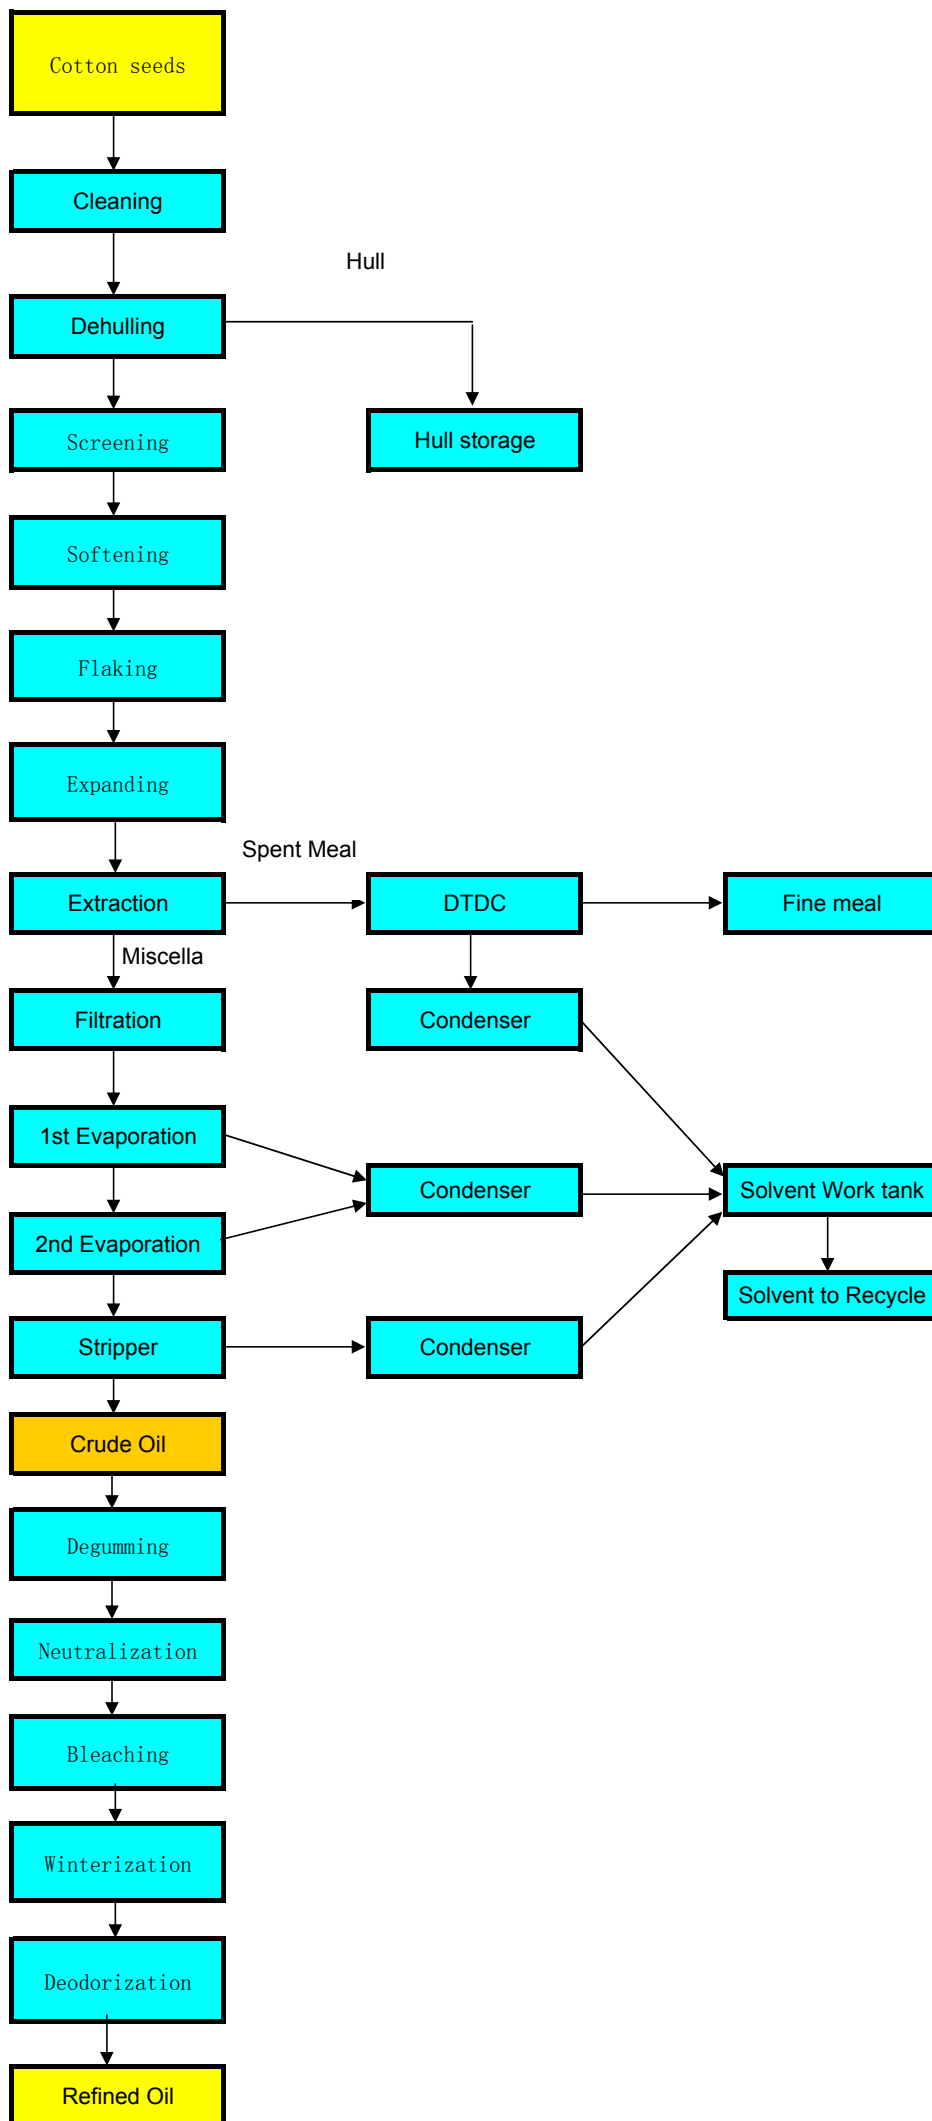 Cotton seeds
Cleaning
Hull
Dehulling
Screening
Hull storage
Softening
Flaking
Expanding
Spent Meal
Extraction
DTDC
Fine meal
Miscella
Filtration
Condenser
1st Evaporation
Condenser
Solvent Work tank
2nd Evaporation
Solvent to Recycle
Stripper
Condenser
Crude Oil
Degumming
Neutralization
Bleaching
Winterization
Deodorization
Refined Oil